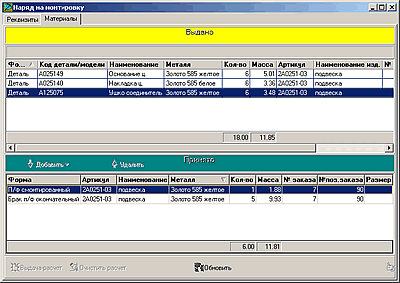 Наряд на монтировку
Реквизиты Материалы
Выдано
Фо... Код детали/модели Наименование Металл Кол-во Масса Артикул Наименование изд. №
Деталь А025149 Основание ц Золото 585 желтое 6 5.01 2А0251-03 подвеска
Деталь А025140 Накладка ц Золото 585 белое 6 3.36 2А0251-03 подвеска
Деталь А125075 Ушко соединитель Золото 585 желтое 6 3.48 2А0251-03 подвеска
18.00 11.85
Добавить Удалить Принято
Форма Артикул Наименование Металл Кол-во Масса № заказа №поз.заказа Размер
П/Ф смонтированный 2А0251-03 подвеска Золото 585 желтое 1 1.88 7 90
Брак п/ф окончательный 2А0251-03 подвеска Золото 585 желтое 5 9.93 7 90
6.00 11.81
Выдача-расчет Очистить расчет Обновить